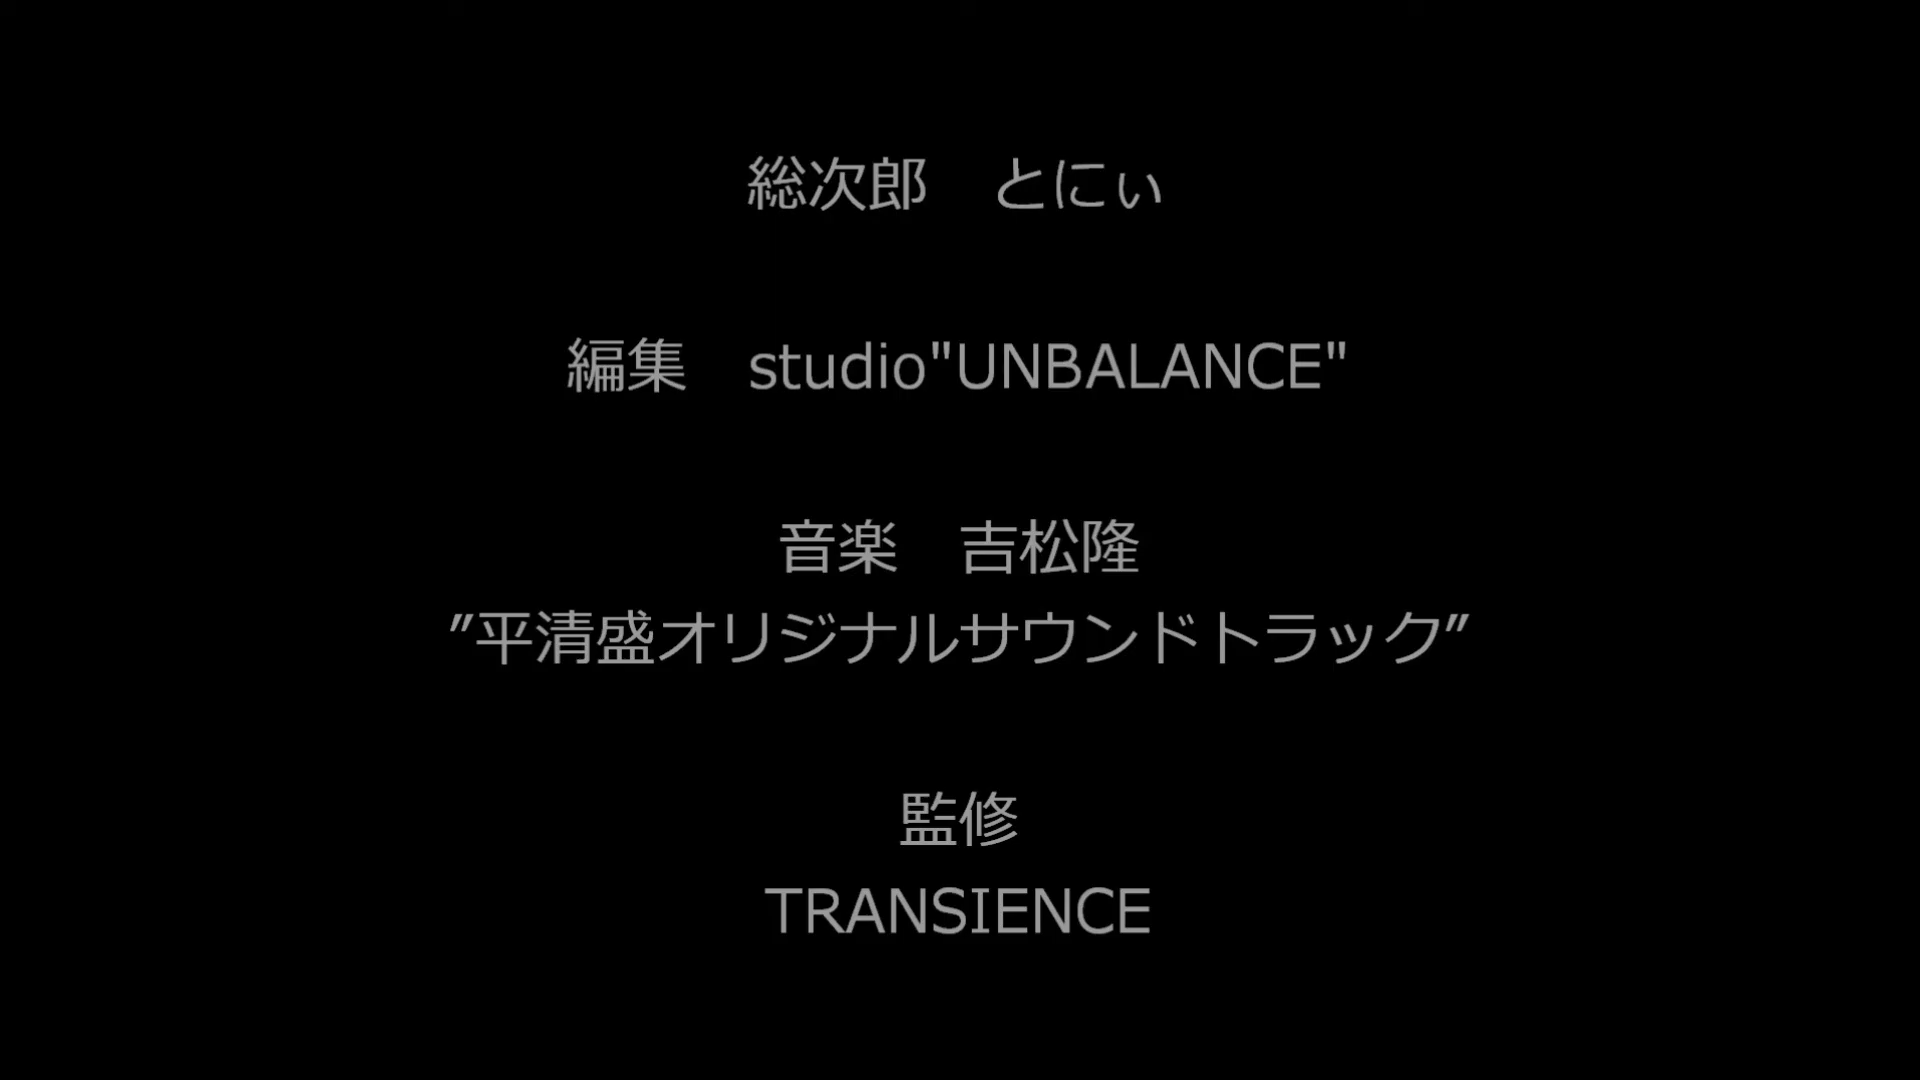 総次郎　とにぃ
編集　studio"UNBALANCE"
音楽　吉松隆
”平清盛オリジナルサウンドトラック”
監修
TRANSIENCE